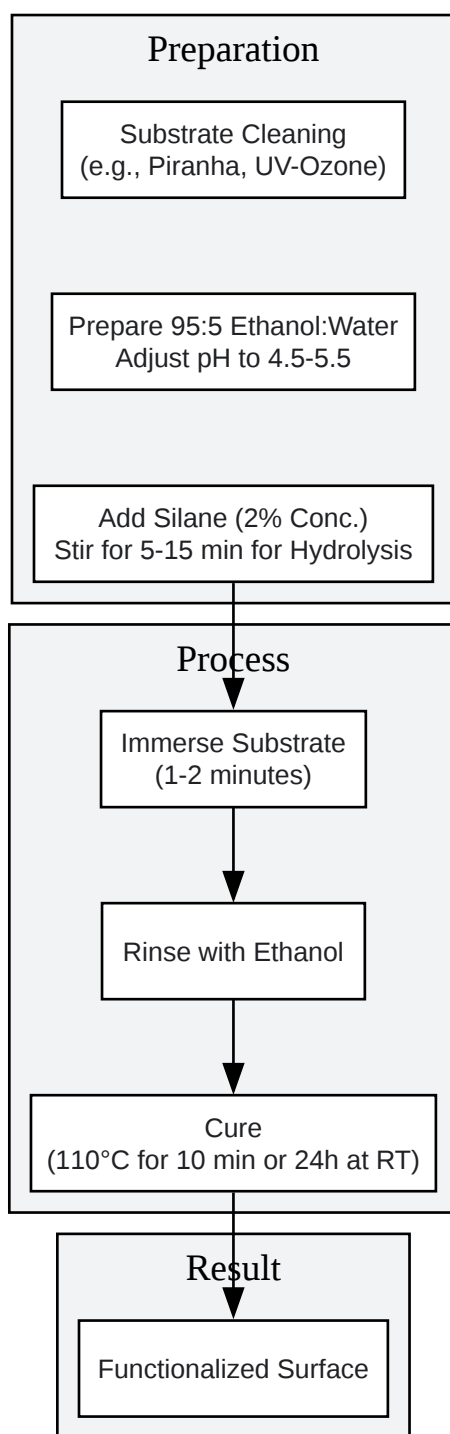 Preparation
Substrate Cleaning
(e.g., Piranha, UV-Ozone)
Prepare 95:5 Ethanol:Water
Adjust pH to 4.5-5.5
Add Silane (2% Conc.)
Stir for 5-15 min for Hydrolysis
Process
Immerse Substrate
(1-2 minutes)
Rinse with Ethanol
Cure
(110°C for 10 min or 24h at RT)
Result
Functionalized Surface